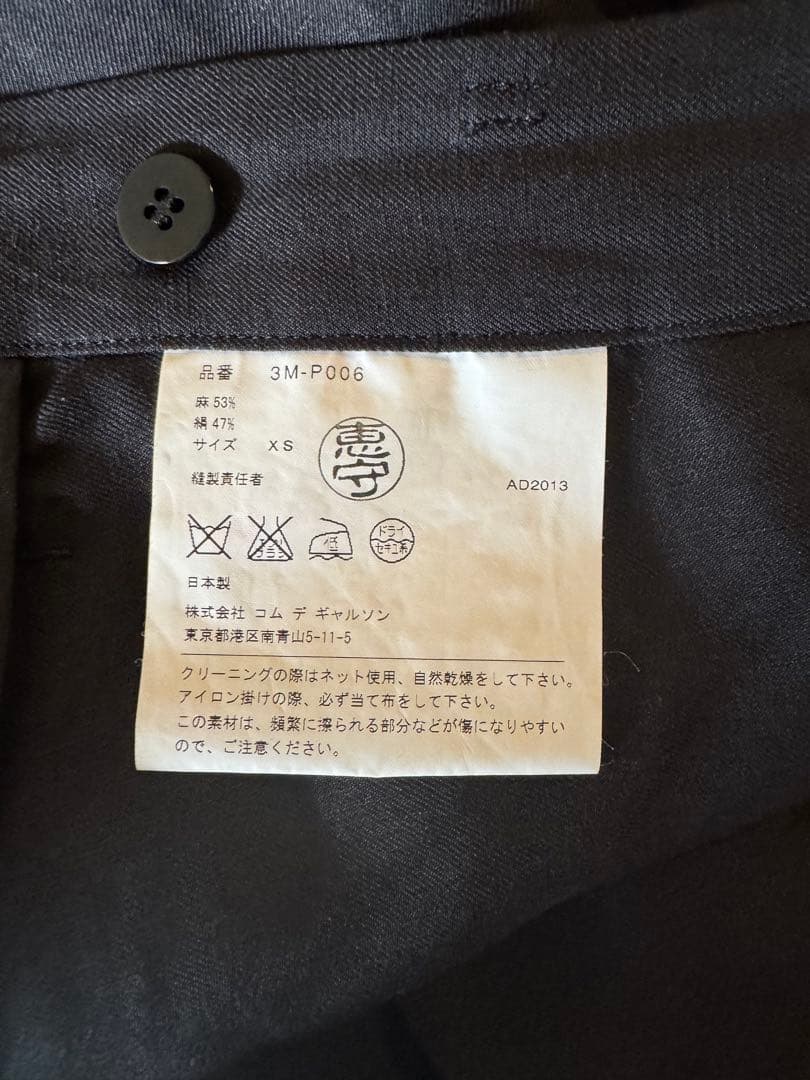 品番 3M-P006
麻 53%
絹 47%
サイズ XS
恵守
縫製責任者
AD2013
低
ドライ
セキユ系
日本製
株式会社 コム デ ギャルソン
東京都港区南青山5-11-5
クリーニングの際はネット使用、自然乾燥をして下さい。
アイロン掛けの際、必ず当て布をして下さい。
この素材は、頻繁に擦られる部分などが傷になりやすい
ので、ご注意ください。